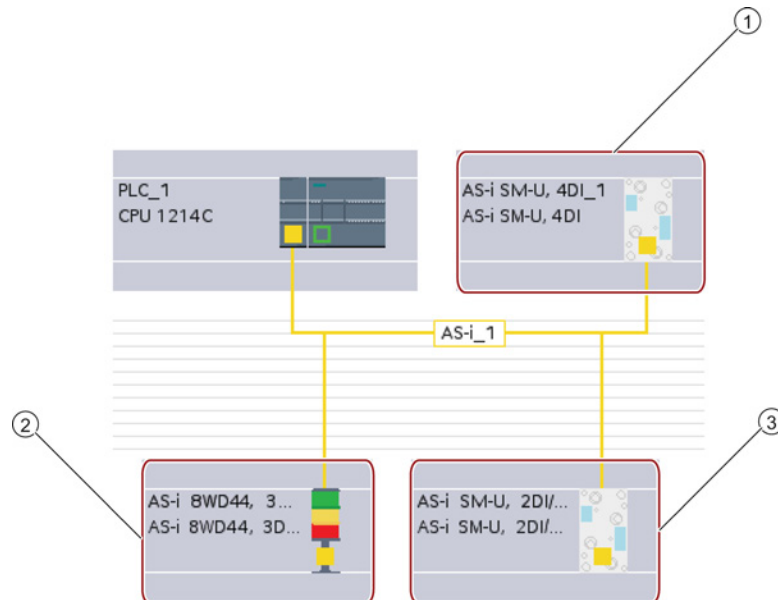 1
PLC_1
CPU 1214C
AS-i SM-U, 4DI_1
AS-i SM-U, 4DI
AS-i_1
2
3
AS-i 8WD44, 3...
AS-i 8WD44, 3D...
AS-i SM-U, 2DI/...
AS-i SM-U, 2DI/...